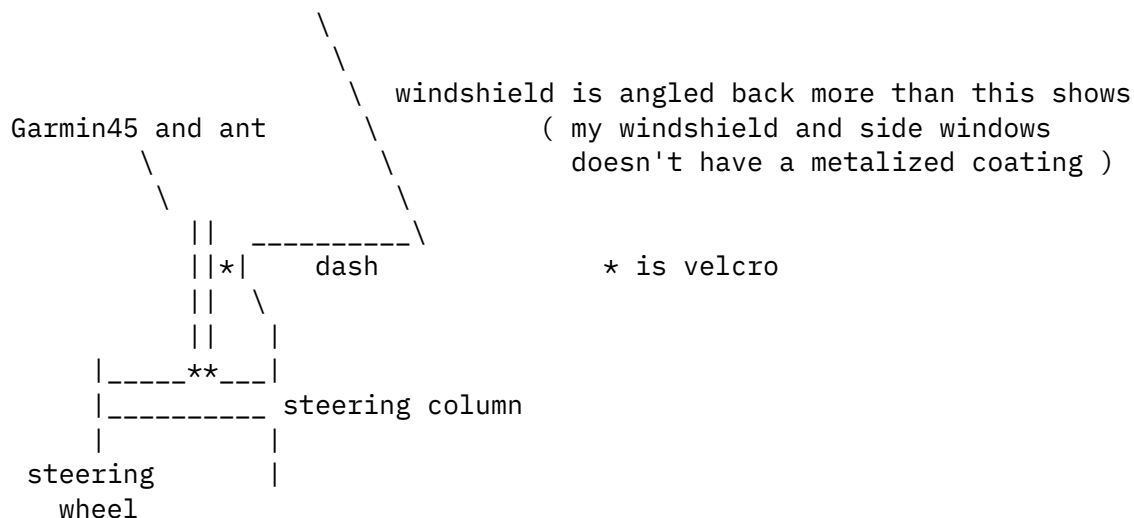 windshield is angled back more than this shows
Garmin45 and ant ( my windshield and side windows
doesn't have a metalized coating )
dash * is velcro
steering column
steering
wheel